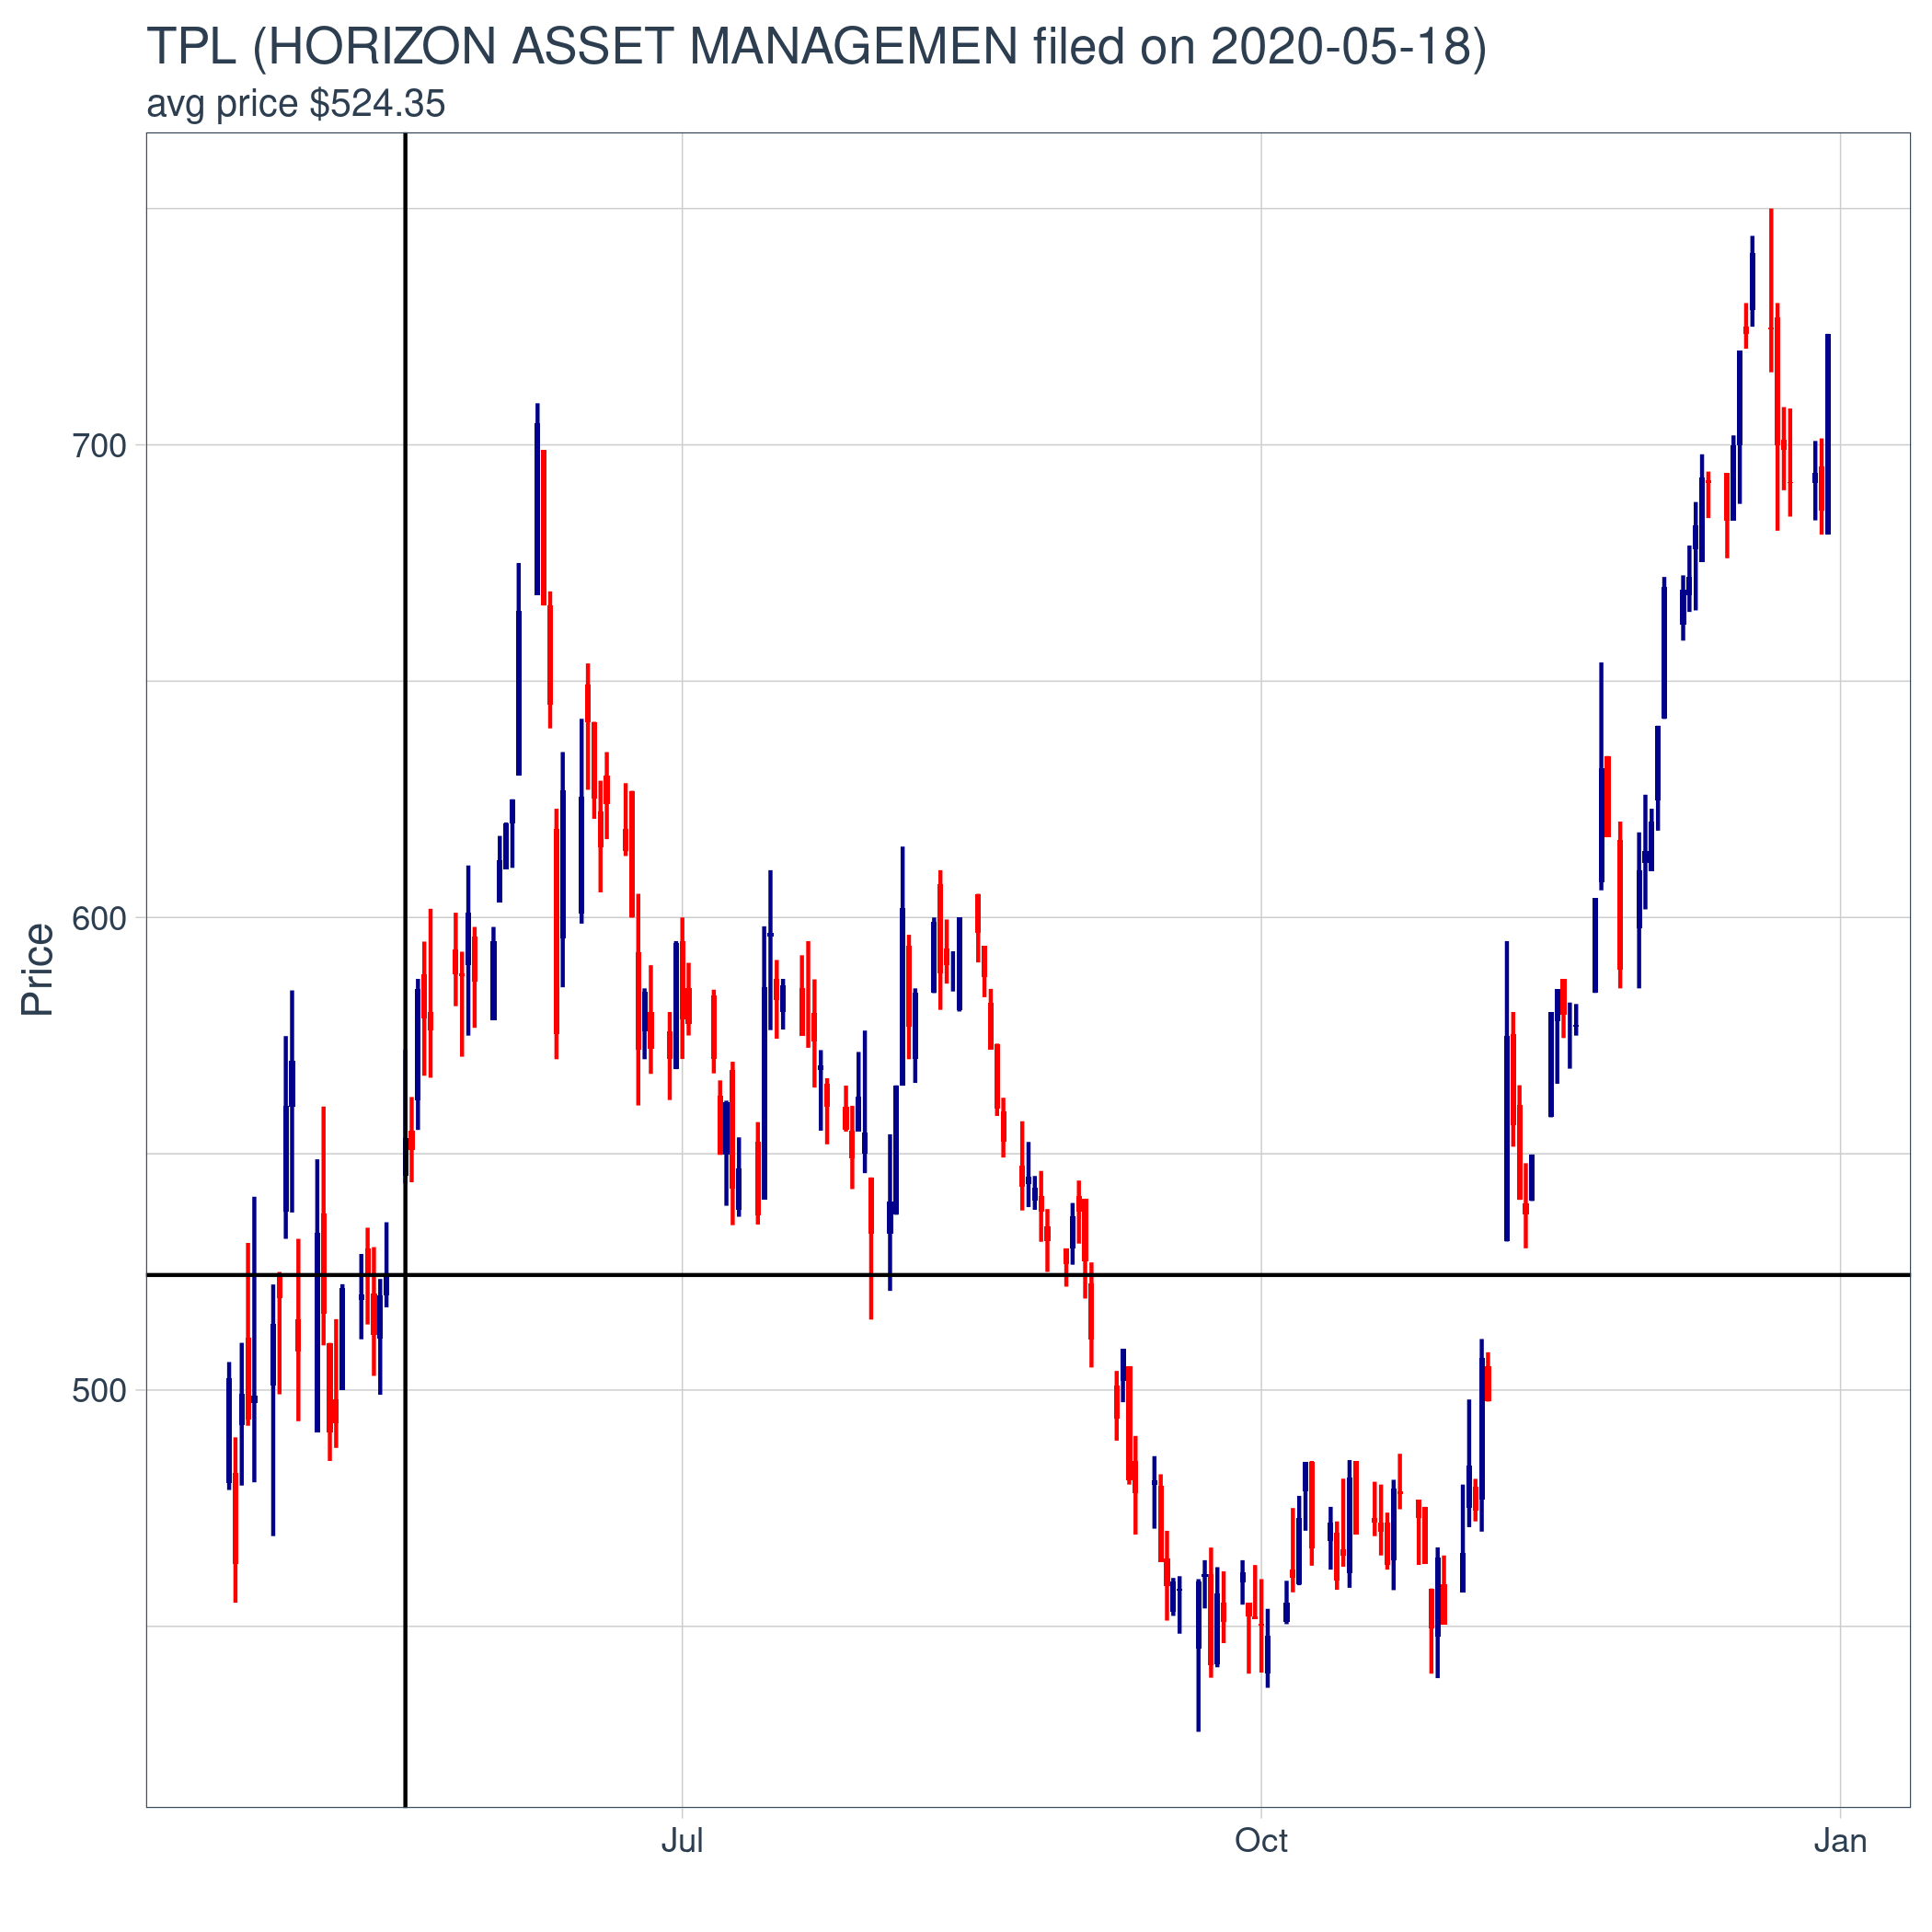 TPL (HORIZON ASSET MANAGEMEN filed on 2020-05-18)
avg price $524.35
700
600
500
Price
Jul Oct Jan